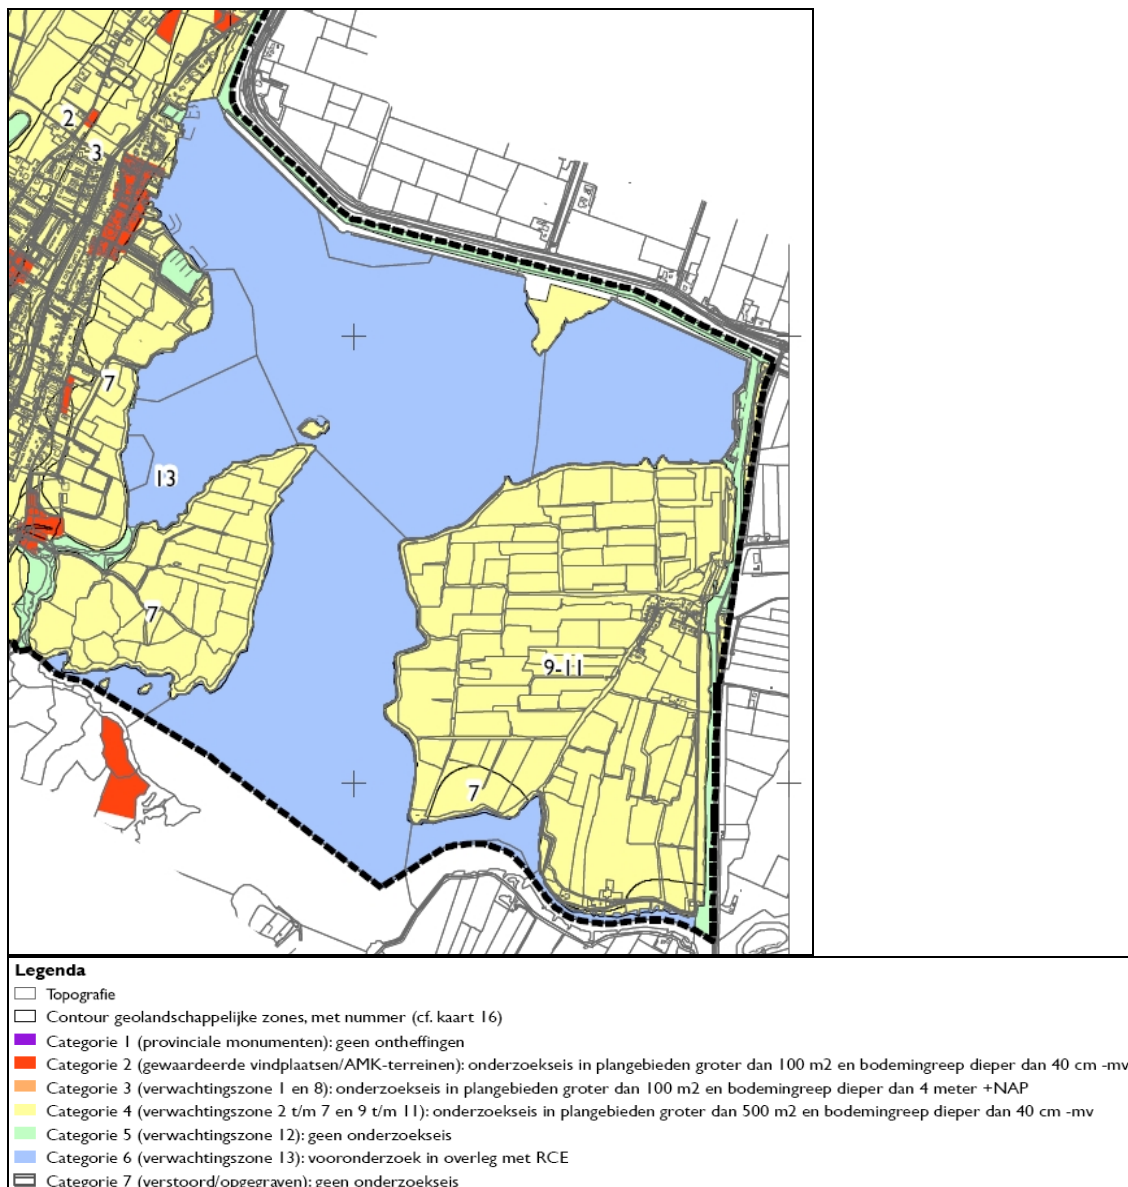 2
3
7
13
7
9-11
7
Legenda
Topografie
Contour geolandschappelijke zones, met nummer (cf. kaart 16)
Categorie 1 (provinciale monumenten): geen ontheffingen
Categorie 2 (gewaardeerde vindplaatsen/AMK-terreinen): onderzoekseis in plangebieden groter dan 100 m2 en bodemingreep dieper dan 40 cm -mv
Categorie 3 (verwachtingszone 1 en 8): onderzoekseis in plangebieden groter dan 100 m2 en bodemingreep dieper dan 4 meter +NAP
Categorie 4 (verwachtingszone 2 t/m 7 en 9 t/m 11): onderzoekseis in plangebieden groter dan 500 m2 en bodemingreep dieper dan 40 cm -mv
Categorie 5 (verwachtingszone 12): geen onderzoekseis
Categorie 6 (verwachtingszone 13): vooronderzoek in overleg met RCE
Categorie 7 (verstoord/opgegraven): geen onderzoekseis